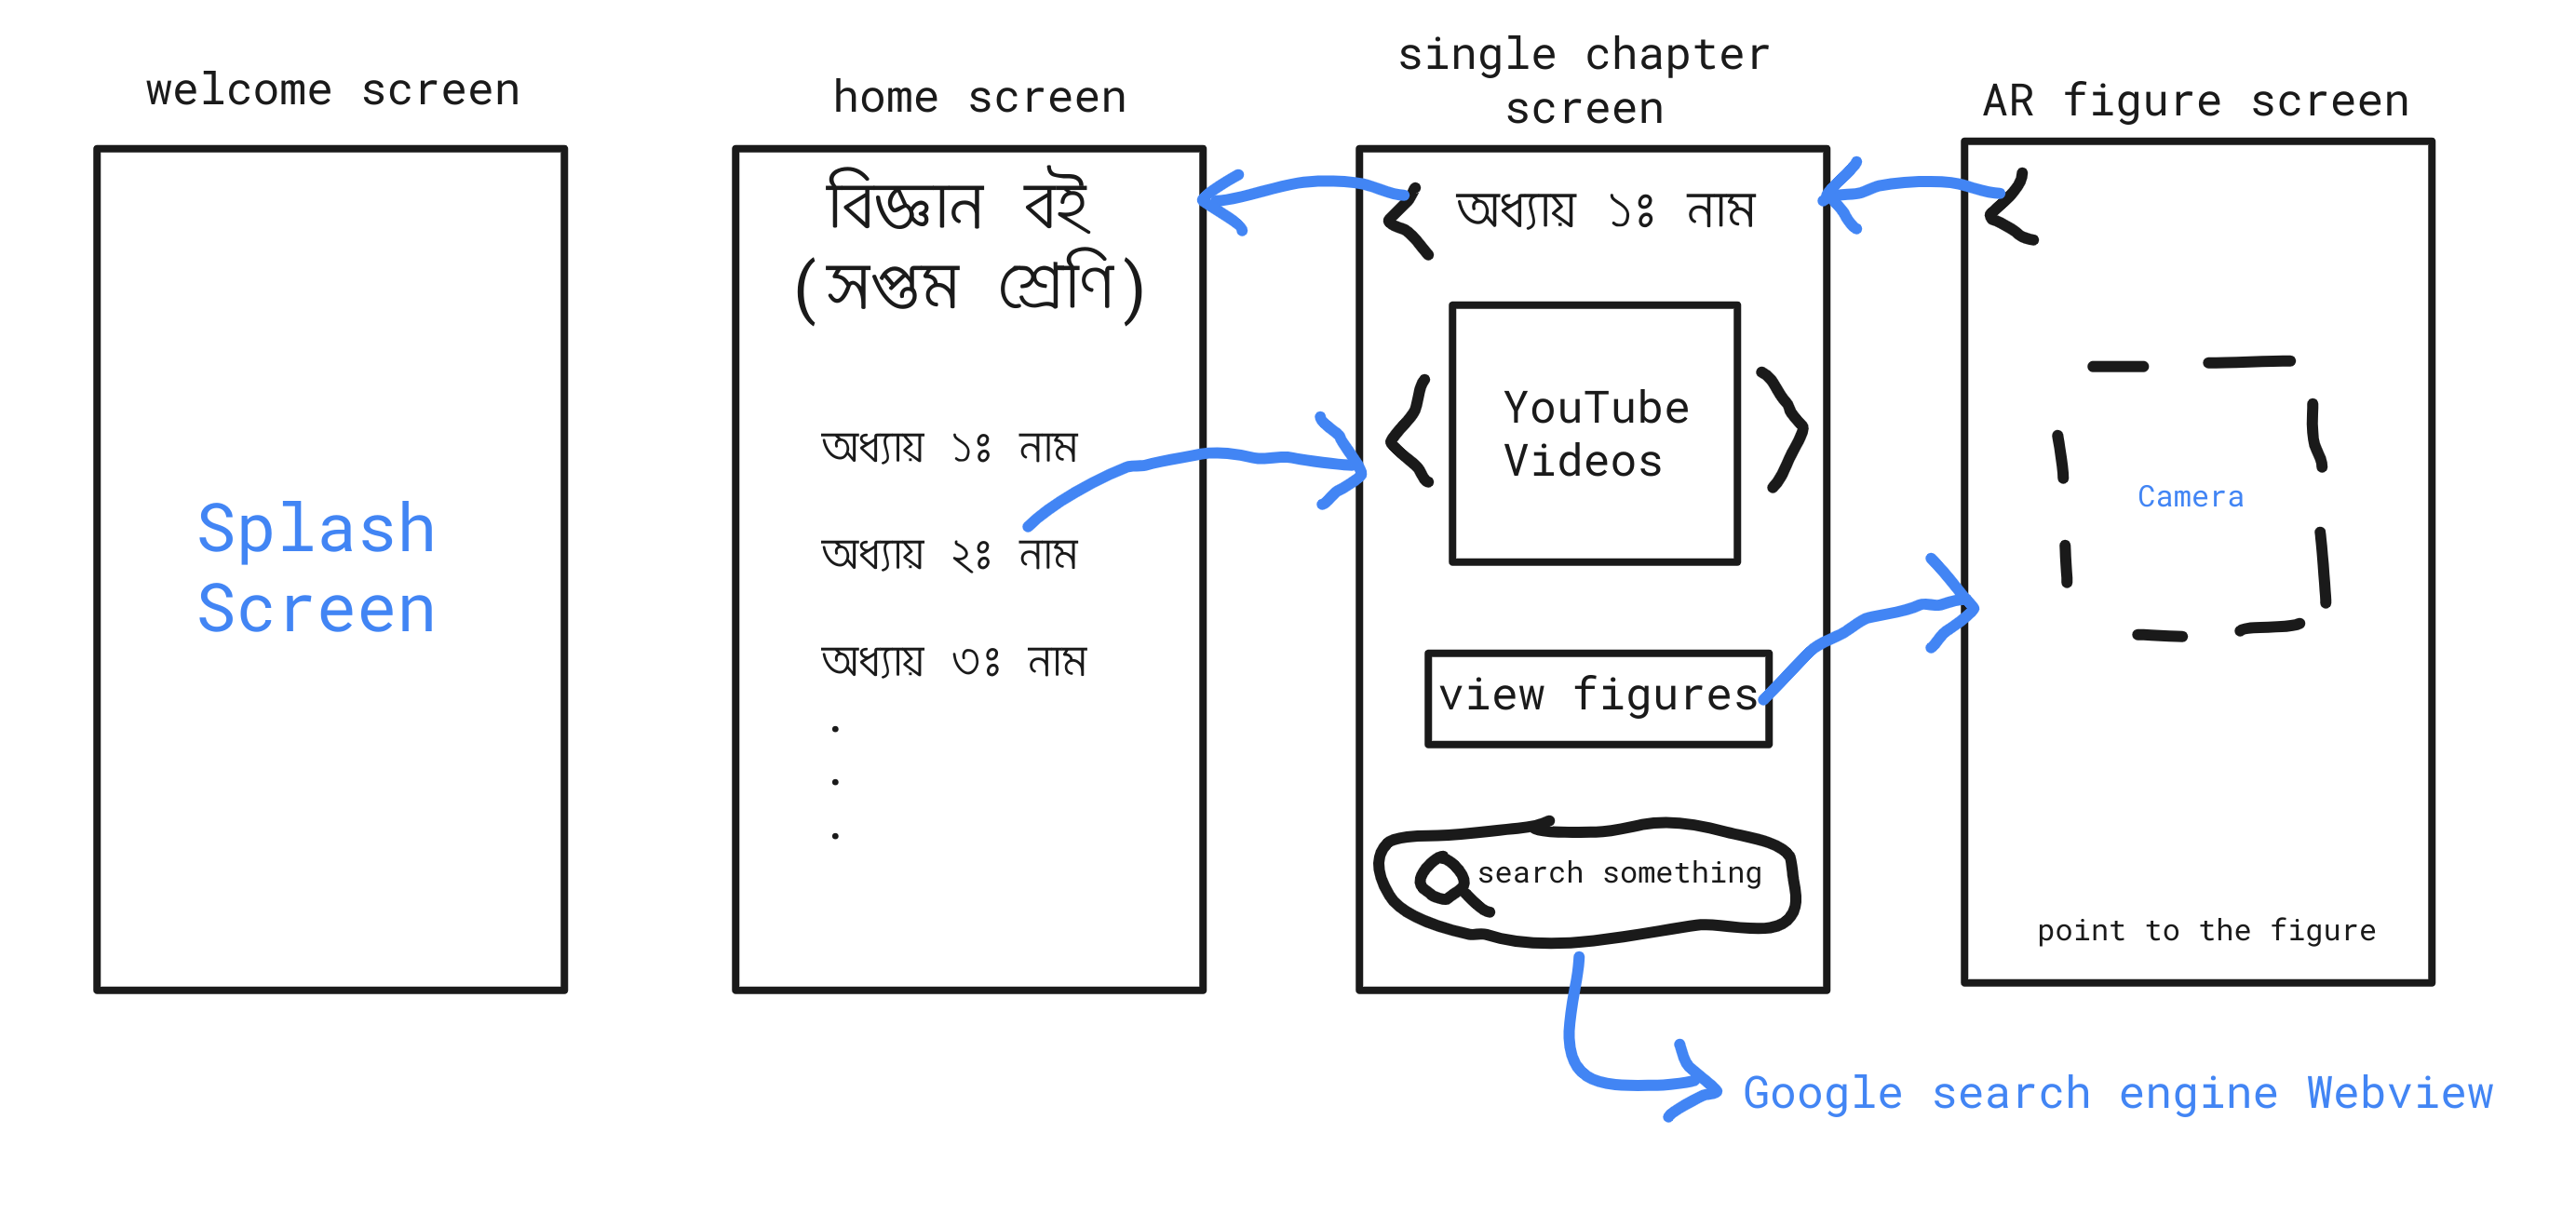 welcome screen
Splash
Screen
home screen
বিজ্ঞান বই
(সপ্তম শ্রেণি)
অধ্যায় ১ঃ নাম
অধ্যায় ২ঃ নাম
অধ্যায় ৩ঃ নাম
.
.
.
single chapter
screen
অধ্যায় ১ঃ নাম
YouTube
Videos
view figures
search something
Google search engine Webview
AR figure screen
Camera
point to the figure